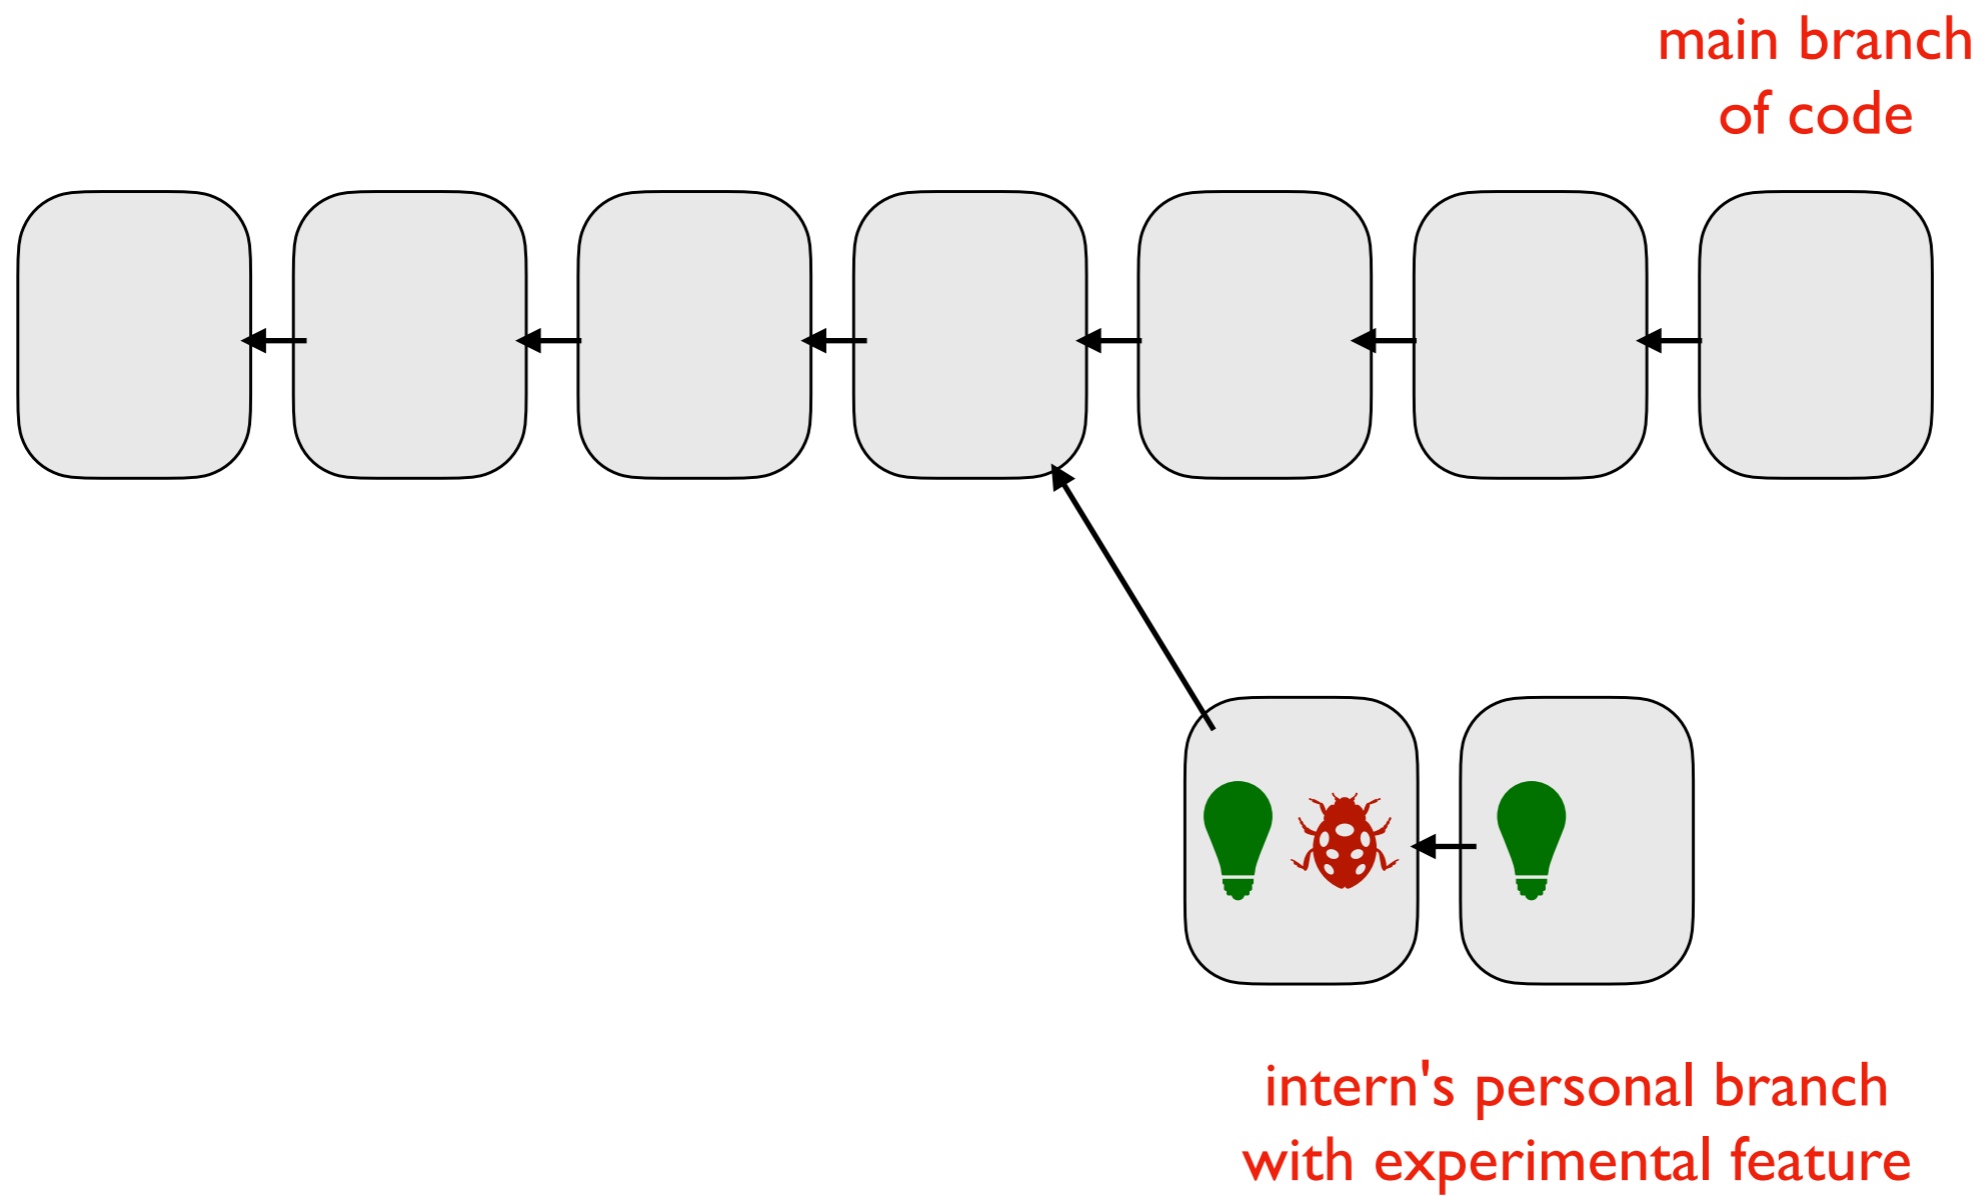 main branch
of code
intern's personal branch
with experimental feature